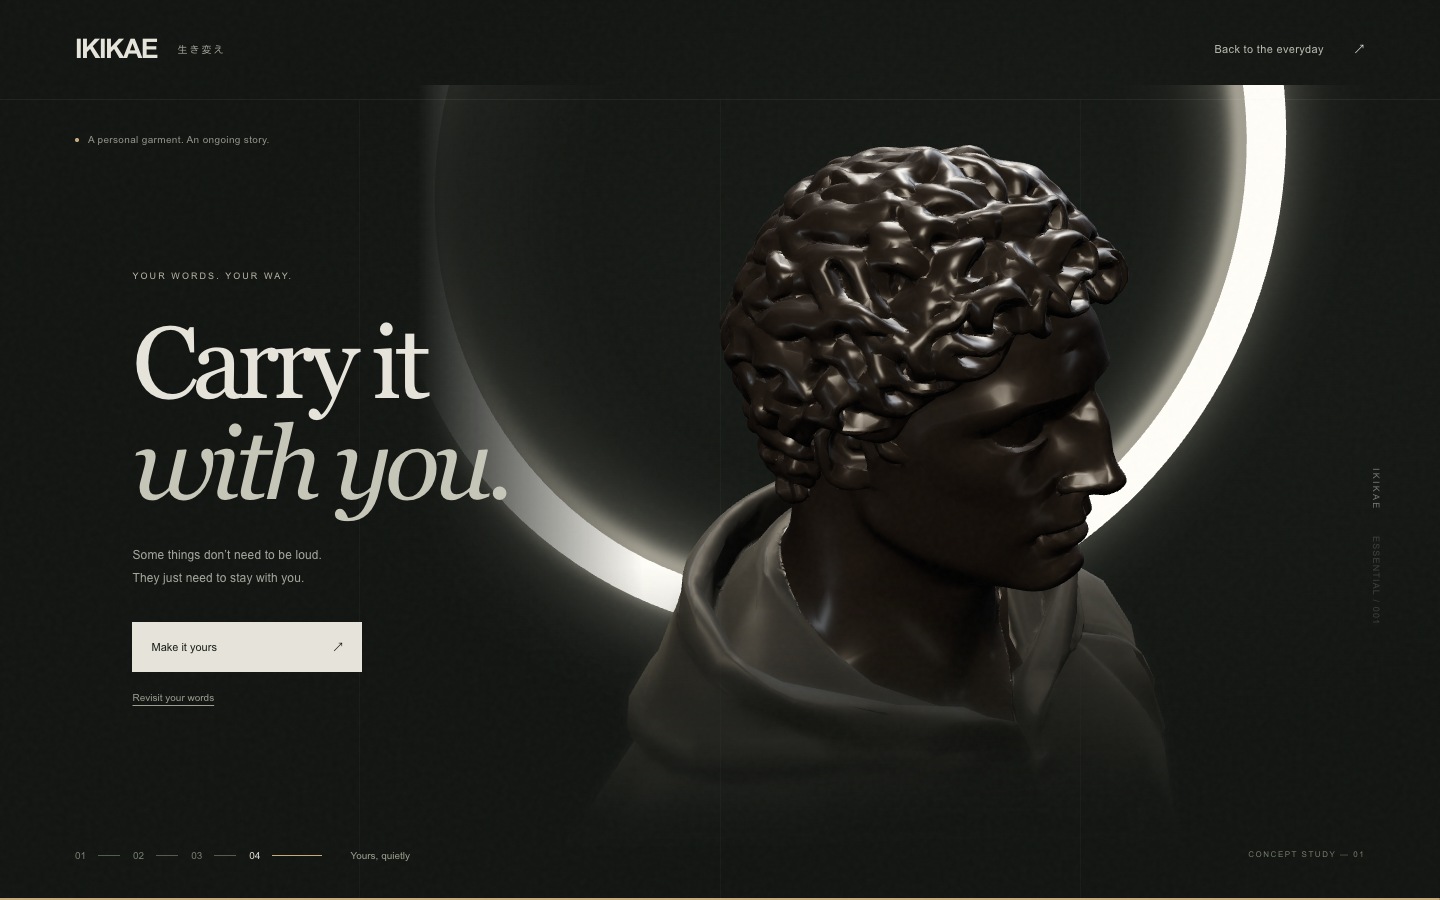 IKIKAE 生き変え
Back to the everyday ↗
A personal garment. An ongoing story.
YOUR WORDS. YOUR WAY.
Carry it
with you.
Some things don’t need to be loud.
They just need to stay with you.
Make it yours ↗
Revisit your words
IKIKAE ESSENTIAL / 001
01 02 03 04 Yours, quietly
CONCEPT STUDY — 01